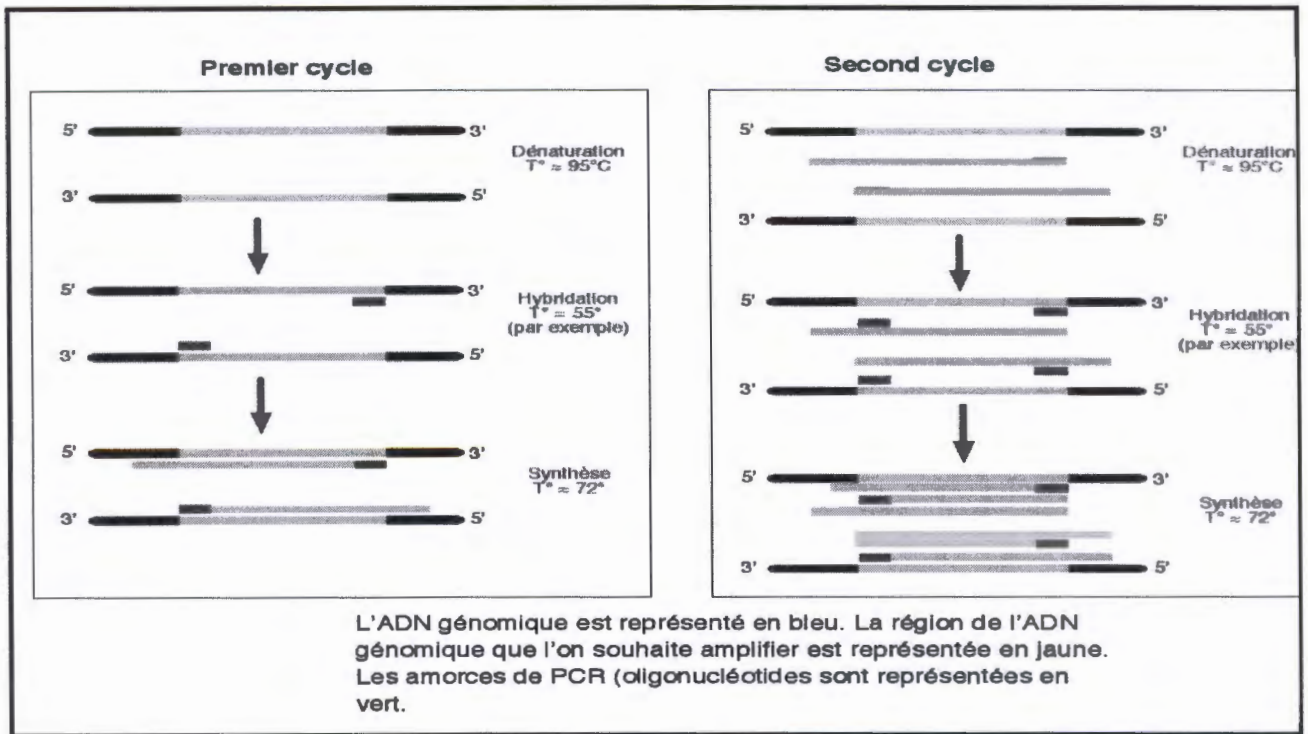 Premier cycle
5'
3'
Dénaturation
T° ≈ 95°C
3'
5'
5'
3'
Hybridation
T° = 55°
(par exemple)
3'
5'
5'
3'
Synthèse
T° ≈ 72°
3'
5'
Second cycle
5'
3'
Dénaturation
T° ≈ 95°C
3'
5'
5'
3'
Hybridation
T° = 55°
(par exemple)
3'
5'
5'
3'
Synthèse
T° ≈ 72°
3'
5'
L'ADN génomique est représenté en bleu. La région de l'ADN
génomique que l'on souhaite amplifier est représentée en jaune.
Les amorces de PCR (oligonucléotides sont représentées en
vert.